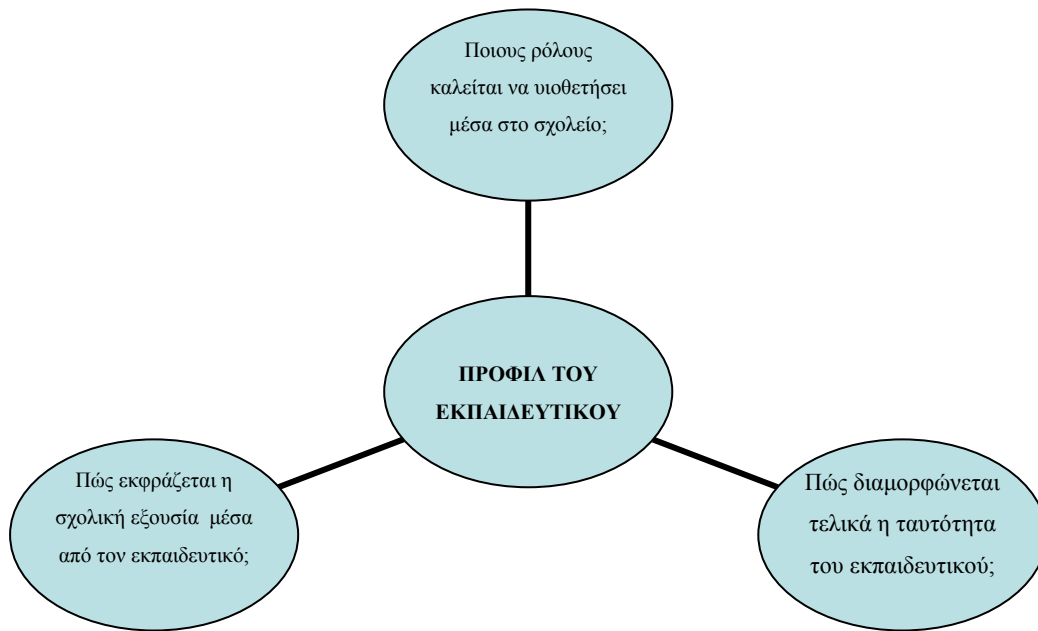 Ποιους ρόλους
καλείται να υιοθετήσει
μέσα στο σχολείο;
ΠΡΟΦΙΛ ΤΟΥ
ΕΚΠΑΙΔΕΥΤΙΚΟΥ
Πώς εκφράζεται η
σχολική εξουσία μέσα
από τον εκπαιδευτικό;
Πώς διαμορφώνεται
τελικά η ταυτότητα
του εκπαιδευτικού;